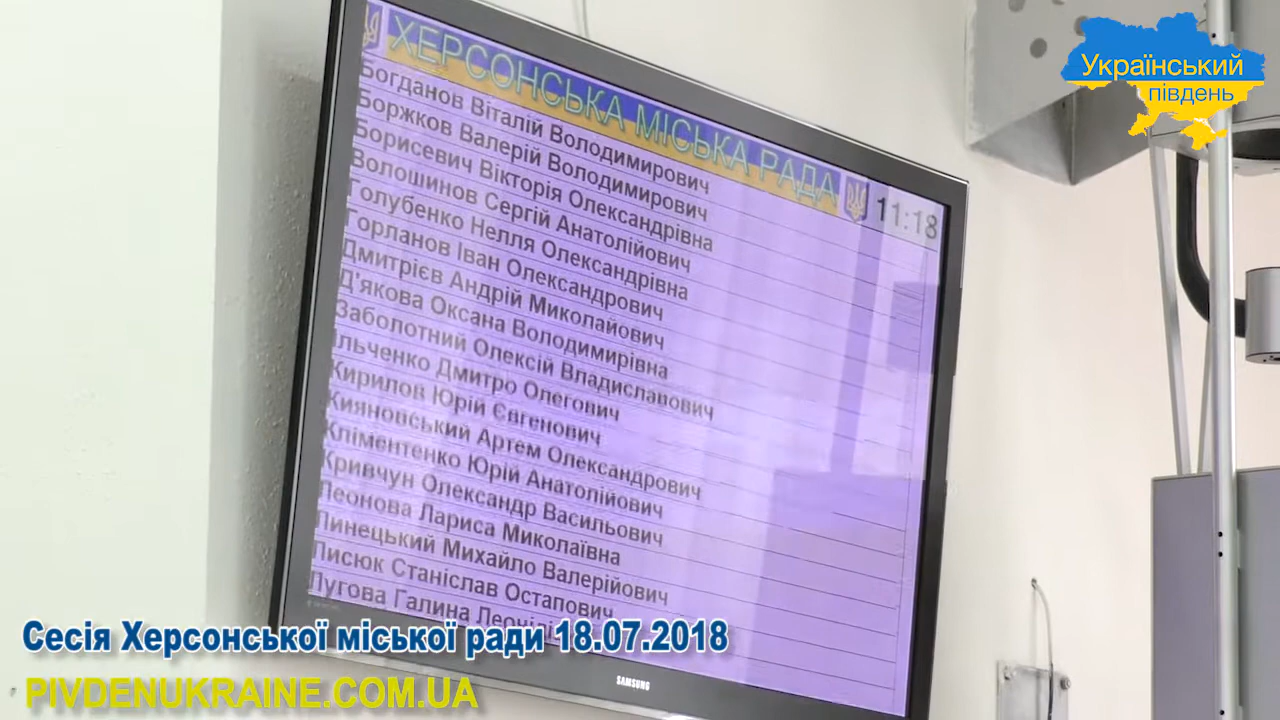 ХЕРСОНСЬКА МІСЬКА РАДА
11:18
Богданов Віталій Володимирович
Боржков Валерій Володимирович
Борисевич Вікторія Олександрівна
Волошинов Сергій Анатолійович
Голубенко Нелля Олександрівна
Горланов Іван Олександрович
Дмитрієв Андрій Миколайович
Д'якова Оксана Володимирівна
Заболотний Олексій Владиславович
Ільченко Дмитро Олегович
Кирилов Юрій Євгенович
Кияновський Артем Олександрович
Кліментенко Юрій Анатолійович
Кривчун Олександр Васильович
Леонова Лариса Миколаївна
Линецький Михайло Валерійович
Лисюк Станіслав Остапович
Лугова Галина
SAMSUNG
Український
південь
Сесія Херсонської міської ради 18.07.2018
PIVDENUKRAINE.COM.UA